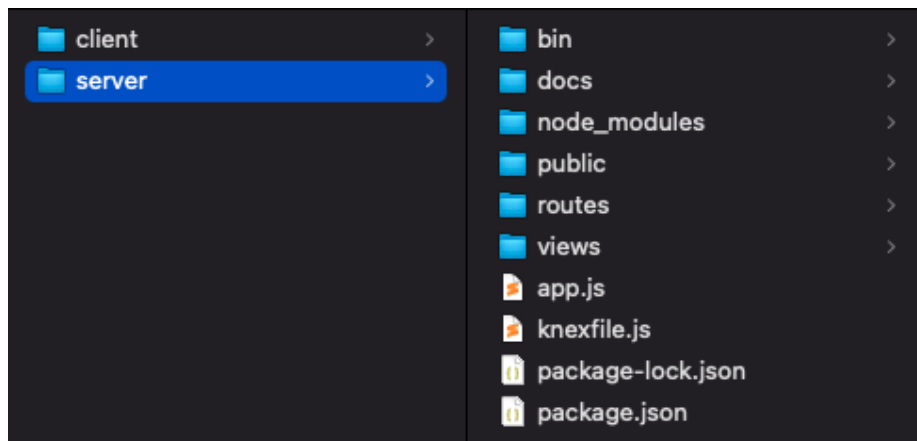 client
server
bin
docs
node_modules
public
routes
views
app.js
knexfile.js
package-lock.json
package.json